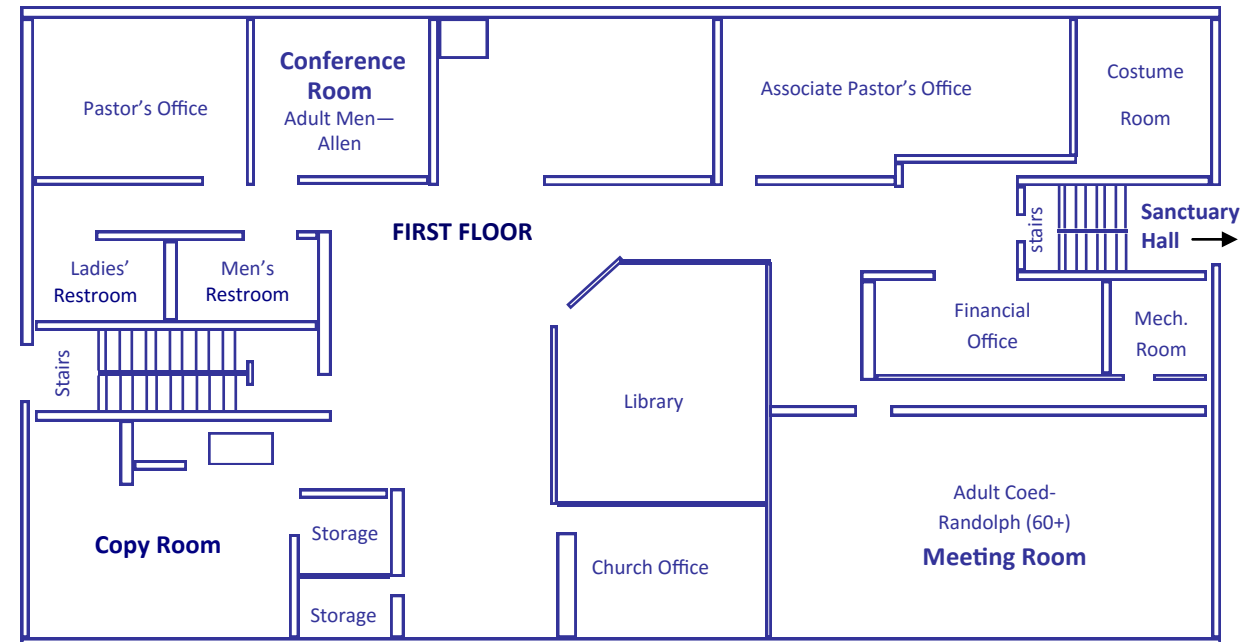 Pastor’s Office
Conference
Room
Adult Men—
Allen
Associate Pastor’s Office
Costume
Room
FIRST FLOOR
stairs
Sanctuary
Hall
Ladies’
Restroom
Men’s
Restroom
Financial
Office
Mech.
Room
Stairs
Library
Copy Room
Storage
Storage
Church Office
Adult Coed-
Randolph (60+)
Meeting Room